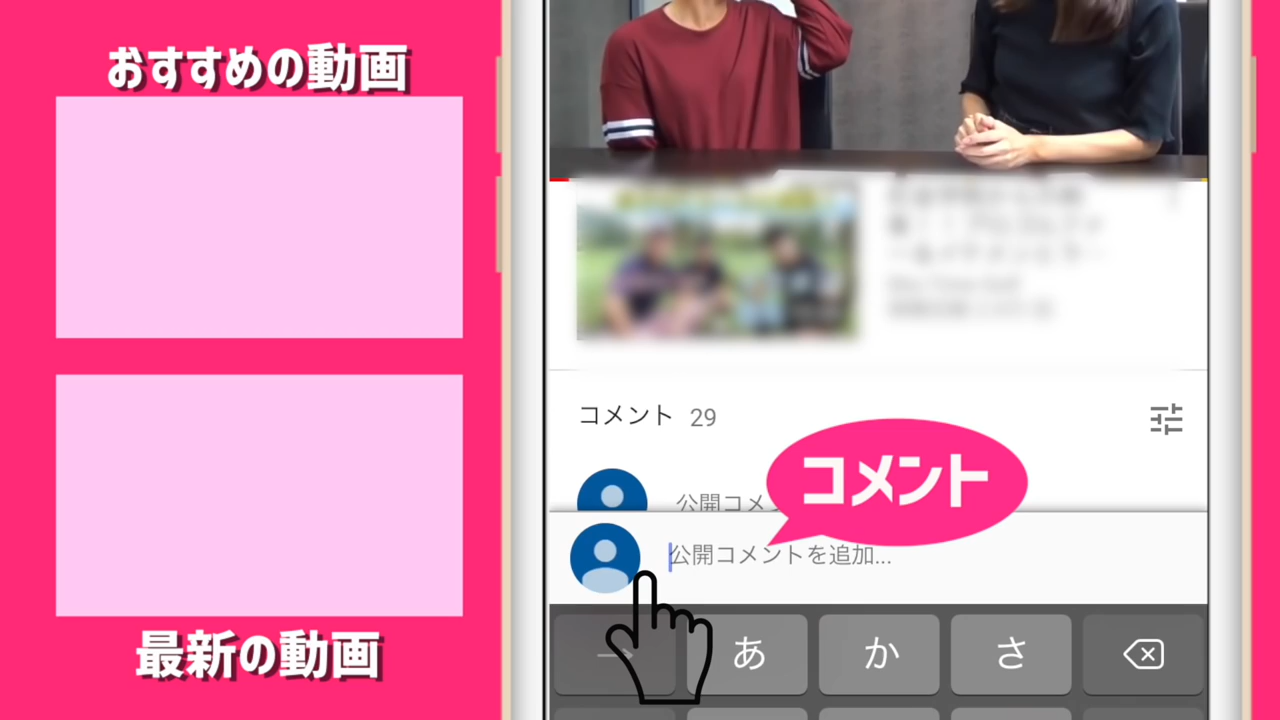 おすすめの動画
最新の動画
コメント 29
コメント
公開コメ
公開コメントを追加...
→ あ か さ